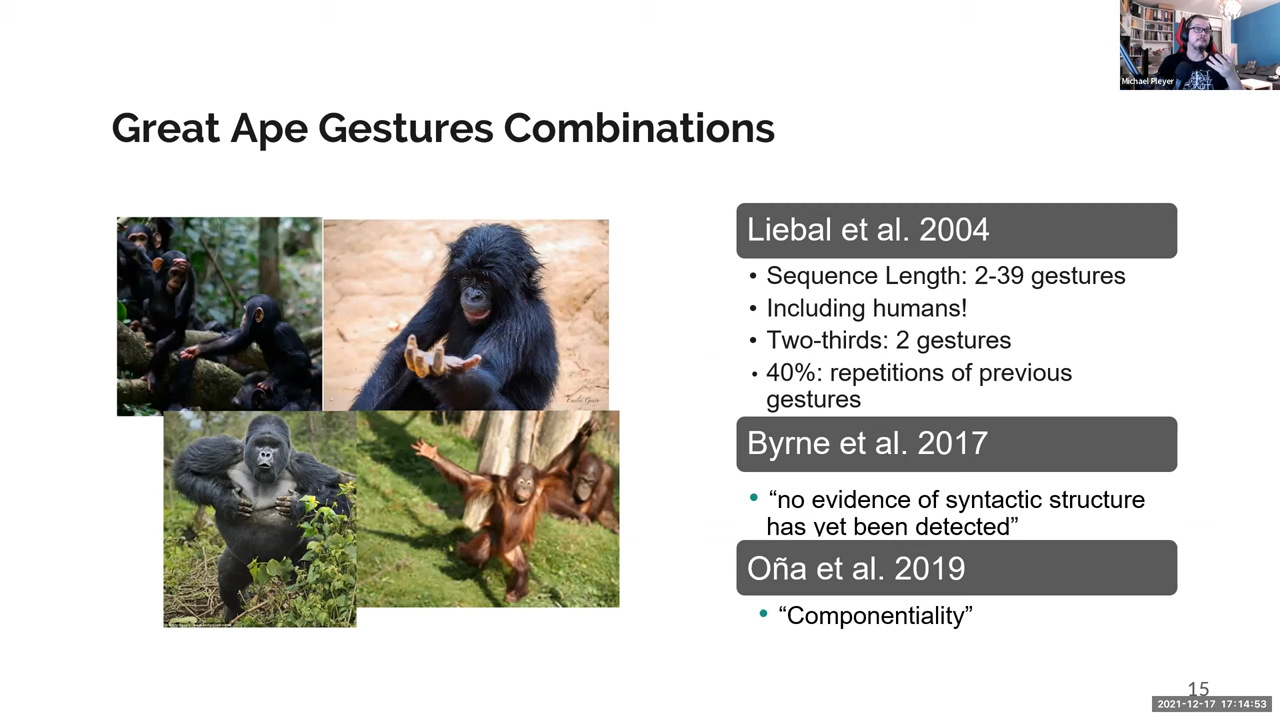 Michael Pleyer
Great Ape Gestures Combinations
Liebal et al. 2004
• Sequence Length: 2-39 gestures
• Including humans!
• Two-thirds: 2 gestures
• 40%: repetitions of previous
gestures
Byrne et al. 2017
• “no evidence of syntactic structure
has yet been detected”
Oña et al. 2019
• “Componentiality”
15
2021-12-17 17:14:53